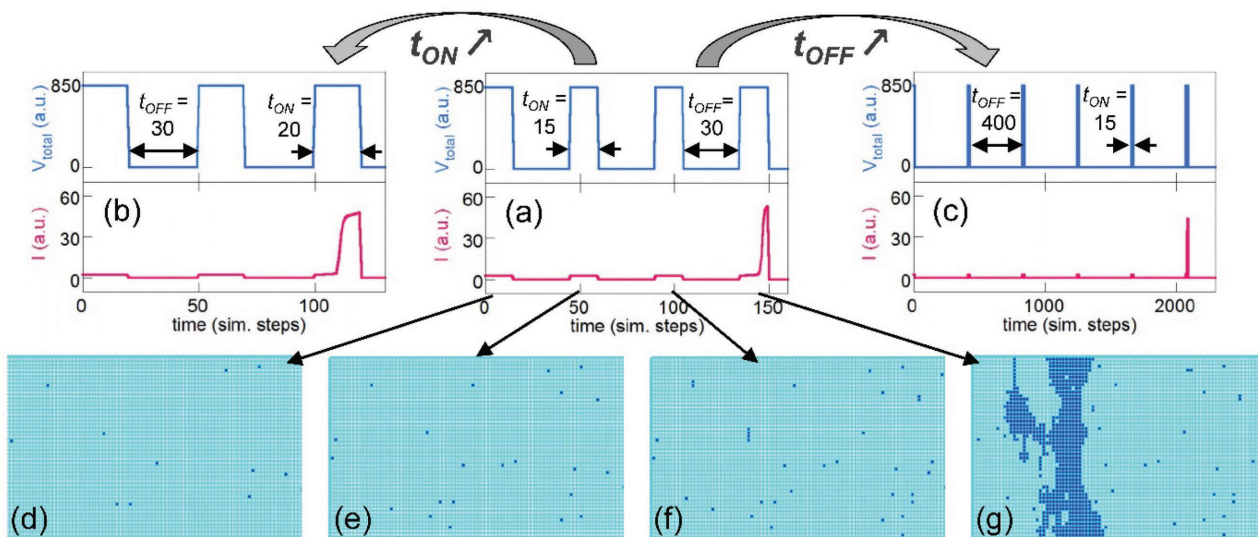 t_ON ↗
t_OFF ↗
850
V_total (a.u.)
0
t_OFF =
30
t_ON =
20
60
I (a.u.)
30
0
(b)
0
50
100
time (sim. steps)
850
V_total (a.u.)
0
t_ON =
15
t_OFF =
30
60
I (a.u.)
30
0
(a)
0
50
100
150
time (sim. steps)
850
V_total (a.u.)
0
t_OFF =
400
t_ON =
15
60
I (a.u.)
30
0
(c)
0
1000
2000
time (sim. steps)
(d)
(e)
(f)
(g)